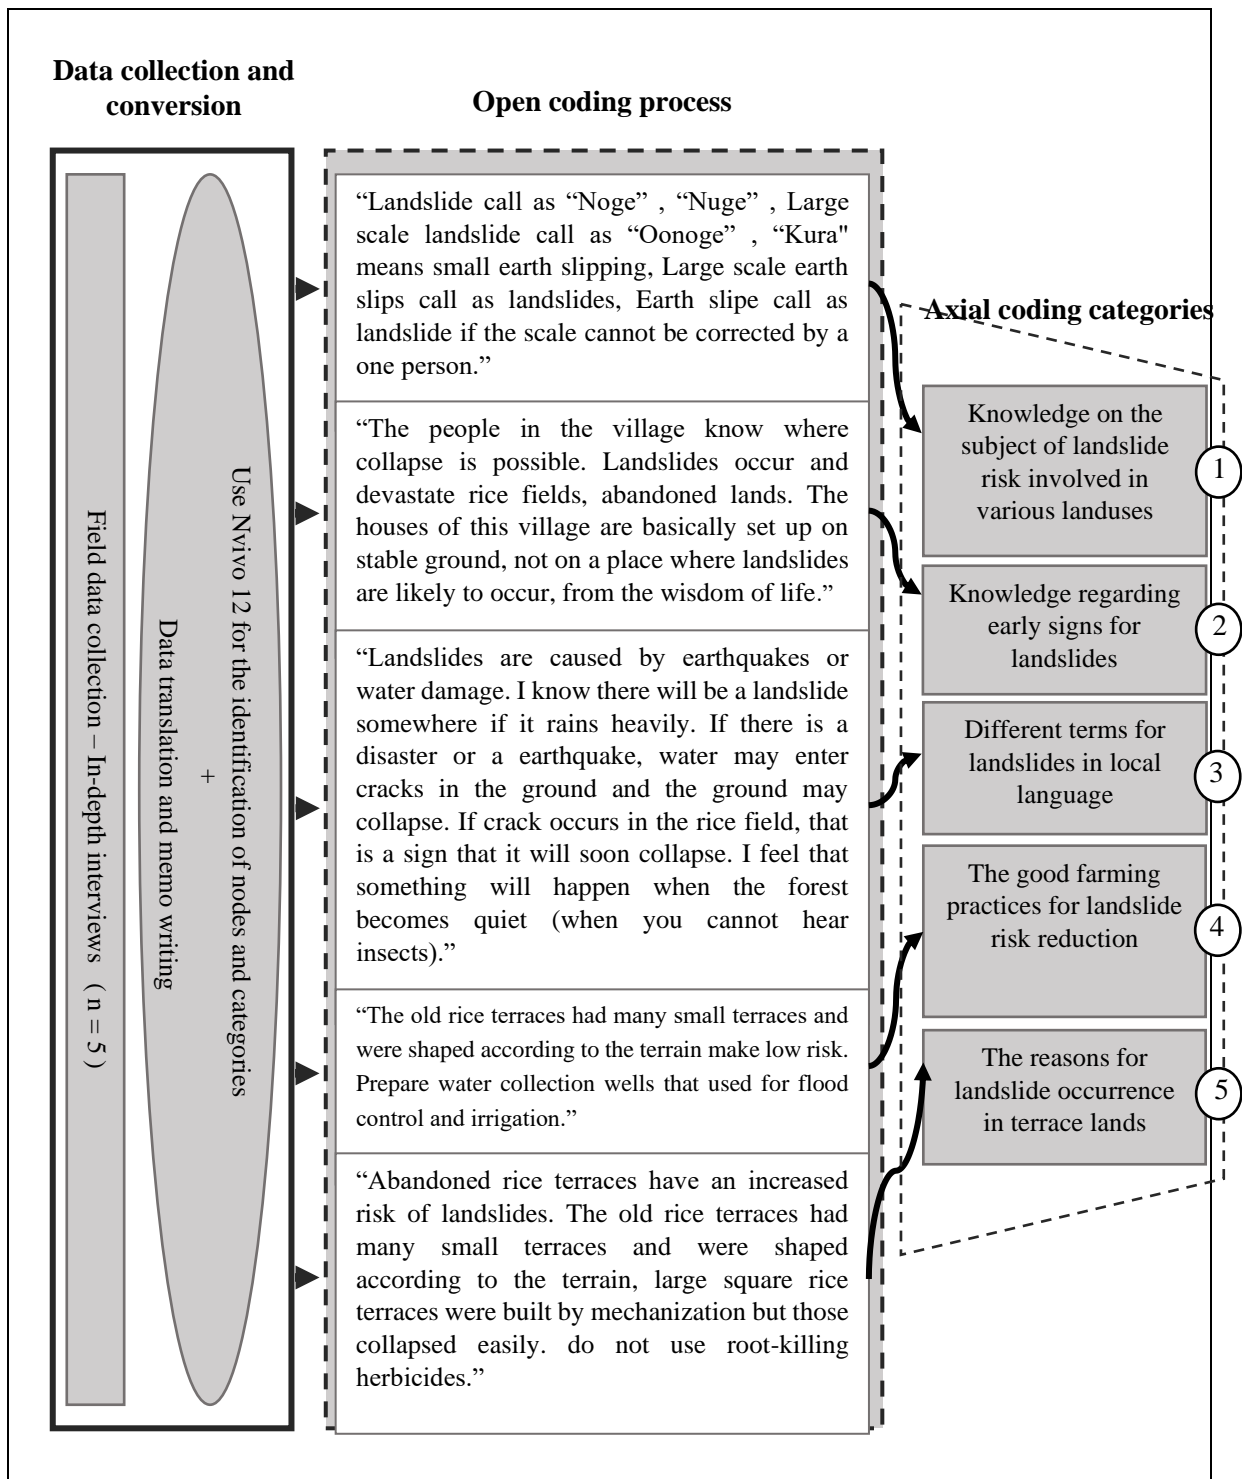 Data collection and
conversion
Open coding process
Field data collection – In-depth interviews ( n = 5 )
Use Nvivo 12 for the identification of nodes and categories
+
Data translation and memo writing
“Landslide call as “Noge” , “Nuge” , Large
scale landslide call as “Oonoge” , “Kura"
means small earth slipping, Large scale earth
slips call as landslides, Earth slipe call as
landslide if the scale cannot be corrected by a
one person.”
“The people in the village know where
collapse is possible. Landslides occur and
devastate rice fields, abandoned lands. The
houses of this village are basically set up on
stable ground, not on a place where landslides
are likely to occur, from the wisdom of life.”
“Landslides are caused by earthquakes or
water damage. I know there will be a landslide
somewhere if it rains heavily. If there is a
disaster or a earthquake, water may enter
cracks in the ground and the ground may
collapse. If crack occurs in the rice field, that
is a sign that it will soon collapse. I feel that
something will happen when the forest
becomes quiet (when you cannot hear
insects).”
“The old rice terraces had many small terraces and
were shaped according to the terrain make low risk.
Prepare water collection wells that used for flood
control and irrigation.”
“Abandoned rice terraces have an increased
risk of landslides. The old rice terraces had
many small terraces and were shaped
according to the terrain, large square rice
terraces were built by mechanization but those
collapsed easily. do not use root-killing
herbicides.”
Axial coding categories
Knowledge on the
subject of landslide
risk involved in
various landuses
1
Knowledge regarding
early signs for
landslides
2
Different terms for
landslides in local
language
3
The good farming
practices for landslide
risk reduction
4
The reasons for
landslide occurrence
in terrace lands
5